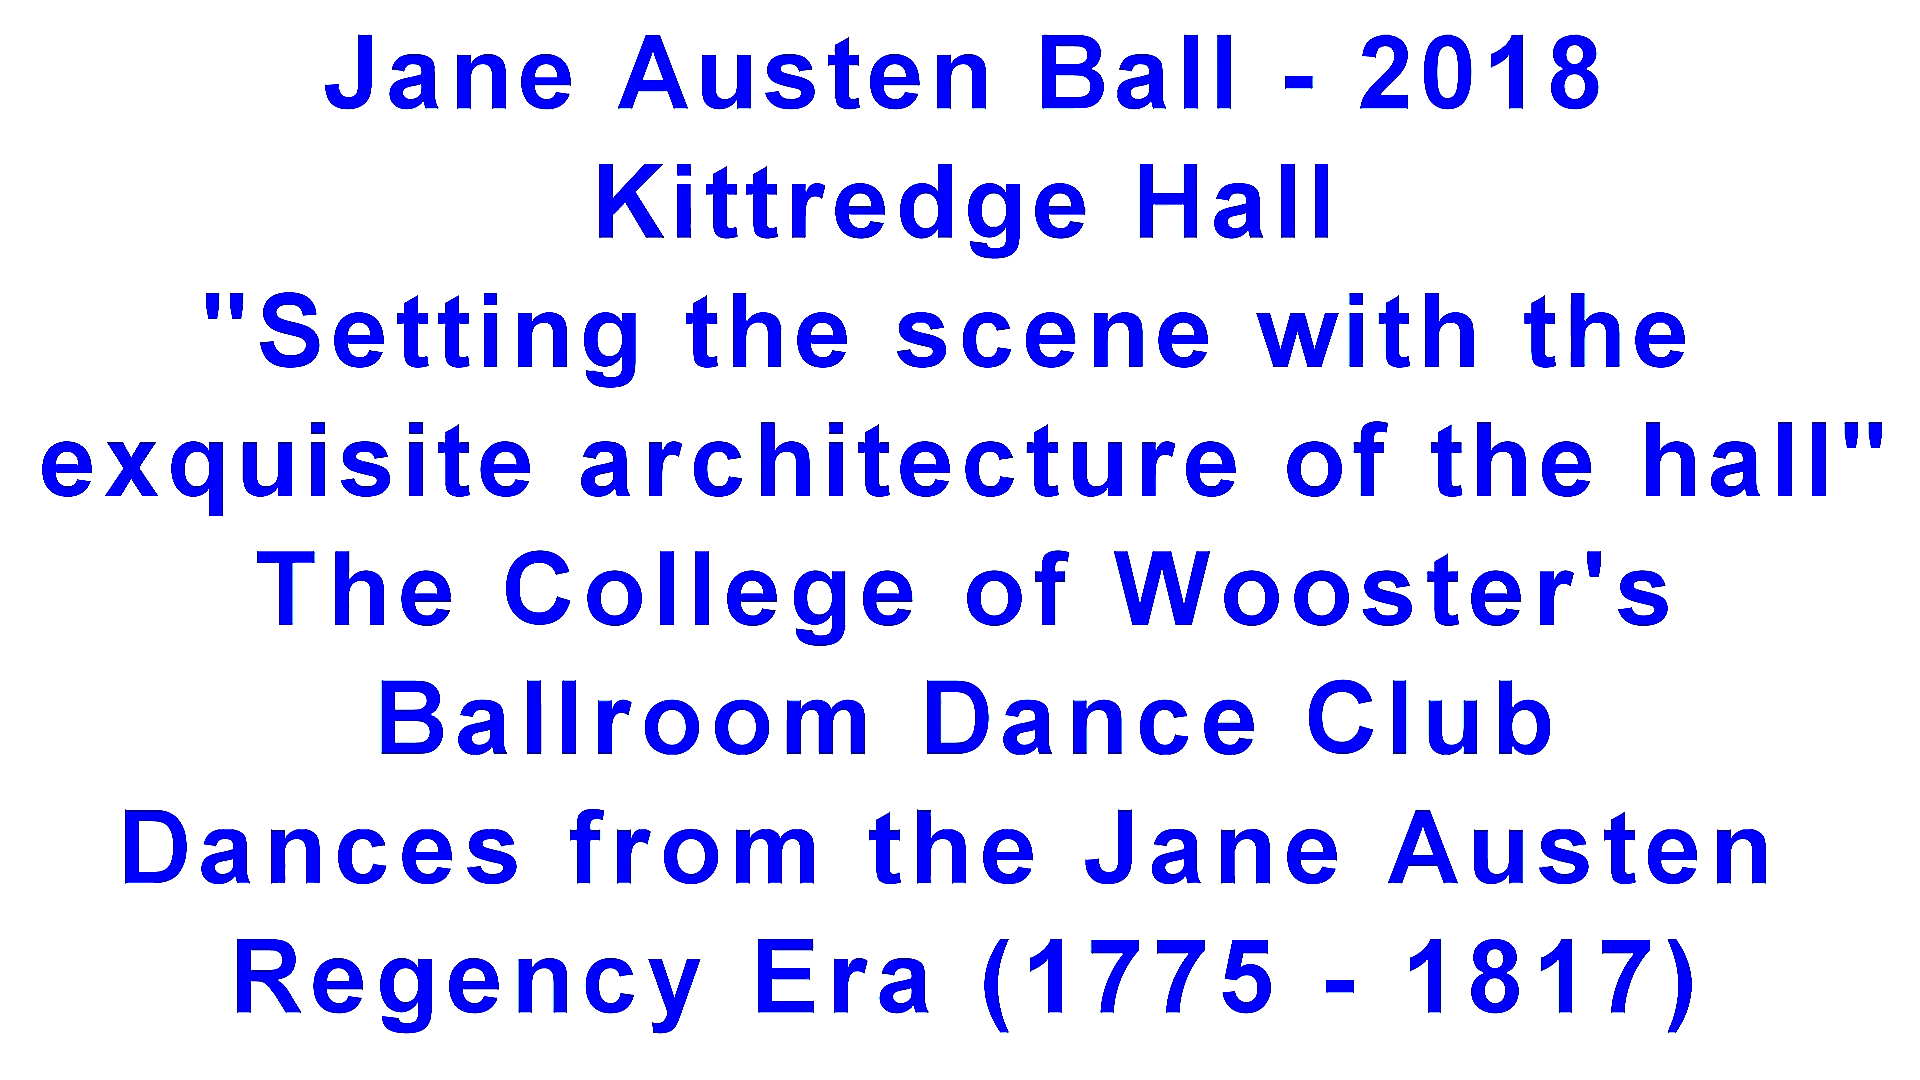 Jane Austen Ball - 2018
Kittredge Hall
"Setting the scene with the
exquisite architecture of the hall"
The College of Wooster's
Ballroom Dance Club
Dances from the Jane Austen
Regency Era (1775 - 1817)